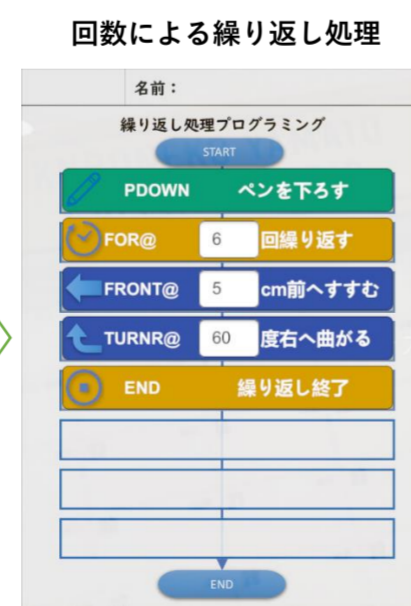 回数による繰り返し処理
名前：
繰り返し処理プログラミング
START
PDOWN ペンを下ろす
FOR@ 6 回繰り返す
FRONT@ 5 cm前へすすむ
TURNR@ 60 度右へ曲がる
END 繰り返し終了
END